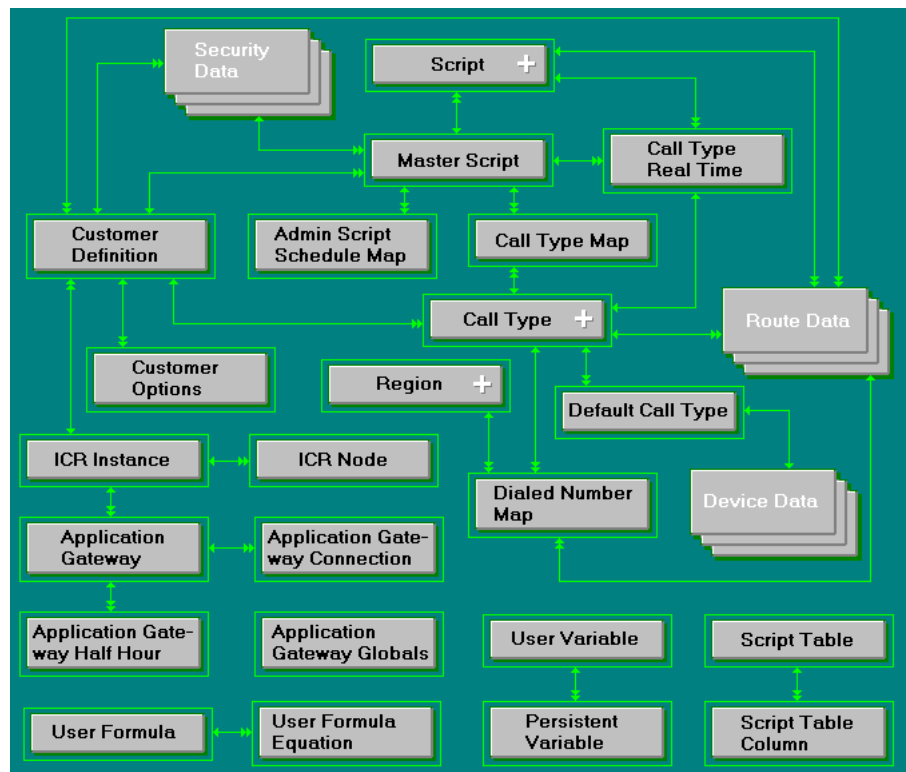 Security
Data
Script +
Master Script
Call Type
Real Time
Customer
Definition
Admin Script
Schedule Map
Call Type Map
Call Type +
Route Data
Customer
Options
Region +
Default Call Type
ICR Instance
ICR Node
Dialed Number
Map
Device Data
Application
Gateway
Application Gate-
way Connection
Application Gate-
way Half Hour
Application
Gateway Globals
User Variable
Script Table
User Formula
User Formula
Equation
Persistent
Variable
Script Table
Column